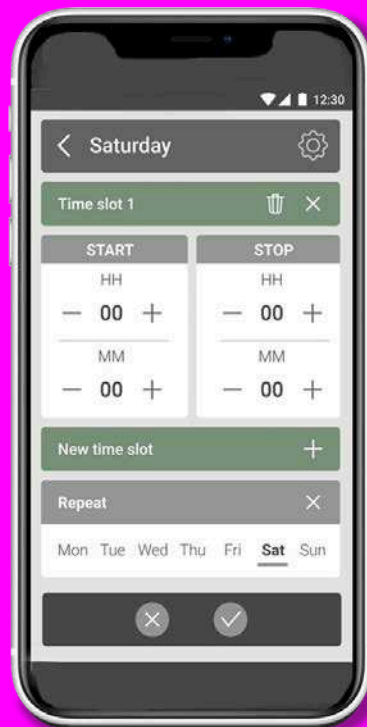 12:30
Saturday
Time slot 1
START STOP
HH HH
— 00 + — 00 +
MM MM
— 00 + — 00 +
New time slot +
Repeat
Mon Tue Wed Thu Fri Sat Sun